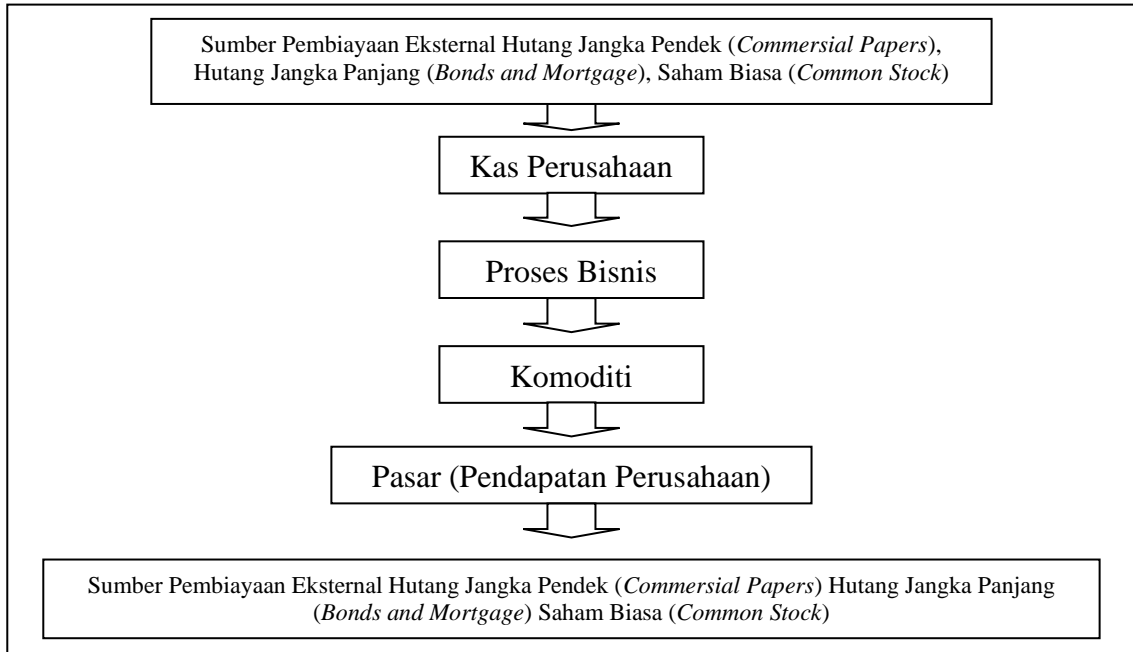 Sumber Pembiayaan Eksternal Hutang Jangka Pendek (Commersial Papers),
Hutang Jangka Panjang (Bonds and Mortgage), Saham Biasa (Common Stock)
Kas Perusahaan
Proses Bisnis
Komoditi
Pasar (Pendapatan Perusahaan)
Sumber Pembiayaan Eksternal Hutang Jangka Pendek (Commersial Papers) Hutang Jangka Panjang
(Bonds and Mortgage) Saham Biasa (Common Stock)